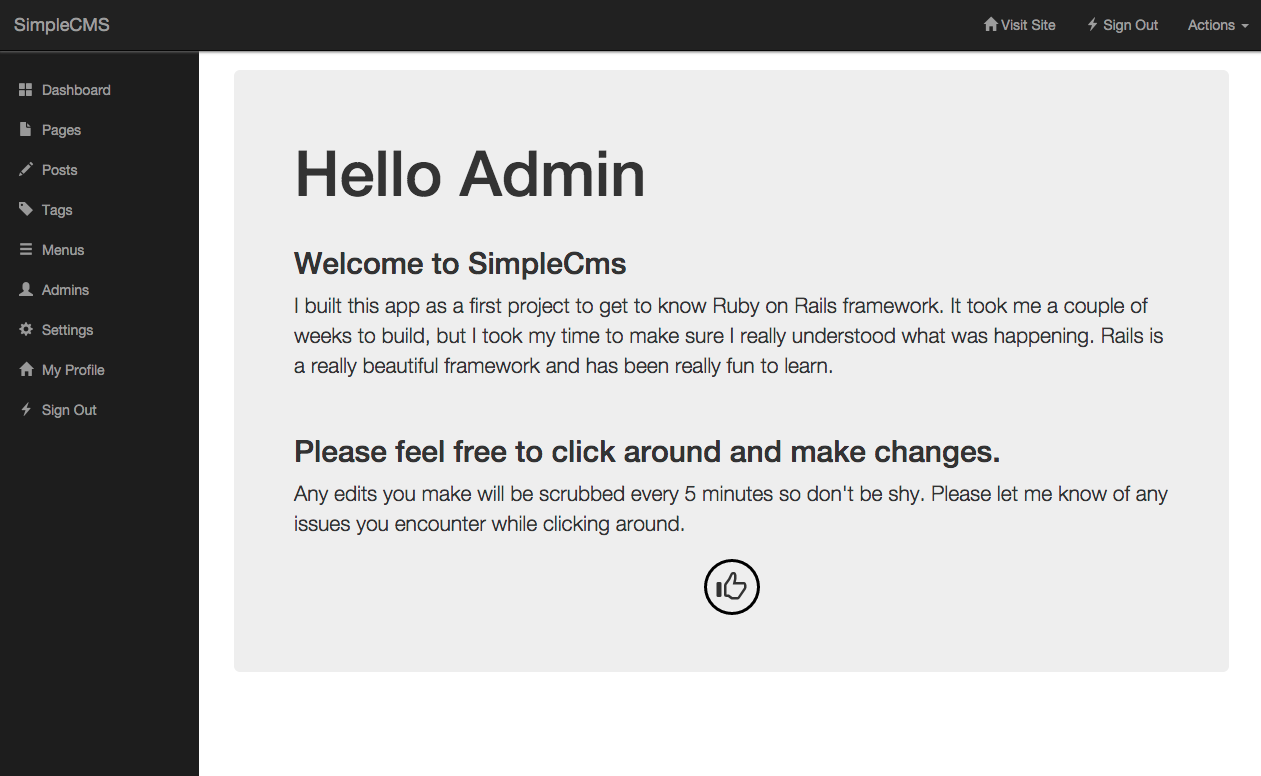 SimpleCMS
Visit Site
Sign Out
Actions
Dashboard
Pages
Posts
Tags
Menus
Admins
Settings
My Profile
Sign Out
Hello Admin
Welcome to SimpleCms
I built this app as a first project to get to know Ruby on Rails framework. It took me a couple of
weeks to build, but I took my time to make sure I really understood what was happening. Rails is
a really beautiful framework and has been really fun to learn.
Please feel free to click around and make changes.
Any edits you make will be scrubbed every 5 minutes so don't be shy. Please let me know of any
issues you encounter while clicking around.